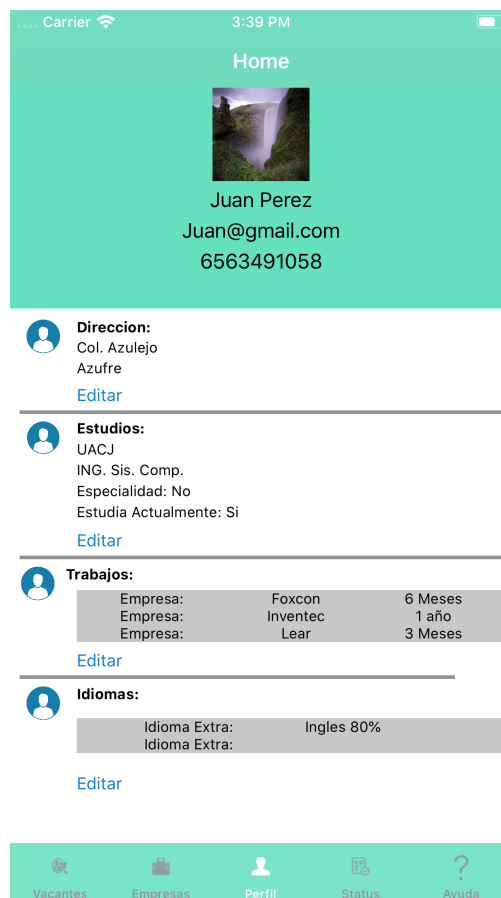 Carrier 3:39 PM
Home
Juan Perez
Juan@gmail.com
6563491058
Direccion:
Col. Azulejo
Azufre
Editar
Estudios:
UACJ
ING. Sis. Comp.
Especialidad: No
Estudia Actualmente: Si
Editar
Trabajos:
Empresa: Foxcon 6 Meses
Empresa: Inventec 1 año
Empresa: Lear 3 Meses
Editar
Idiomas:
Idioma Extra: Ingles 80%
Idioma Extra:
Editar
Vacantes Empresas Perfil Status Ayuda